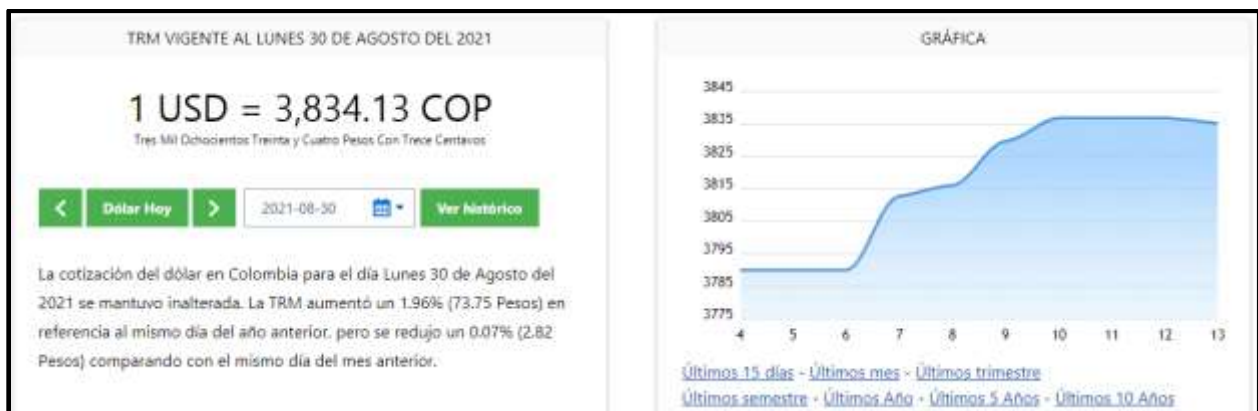 TRM VIGENTE AL LUNES 30 DE AGOSTO DEL 2021
1 USD = 3,834.13 COP
Tres Mil Ochocientos Treinta y Cuatro Pesos Con Trece Centavos
Dólar Hoy
2021-08-30
Ver histórico
La cotización del dólar en Colombia para el día Lunes 30 de Agosto del
2021 se mantuvo inalterada. La TRM aumentó un 1.96% (73.75 Pesos) en
referencia al mismo día del año anterior, pero se redujo un 0.07% (2.82
Pesos) comparando con el mismo día del mes anterior.
GRÁFICA
3845
3835
3825
3815
3805
3795
3785
3775
4 5 6 7 8 9 10 11 12 13
Últimos 15 días - Últimos mes - Últimos trimestre
Últimos semestre - Últimos Año - Últimos 5 Años - Últimos 10 Años